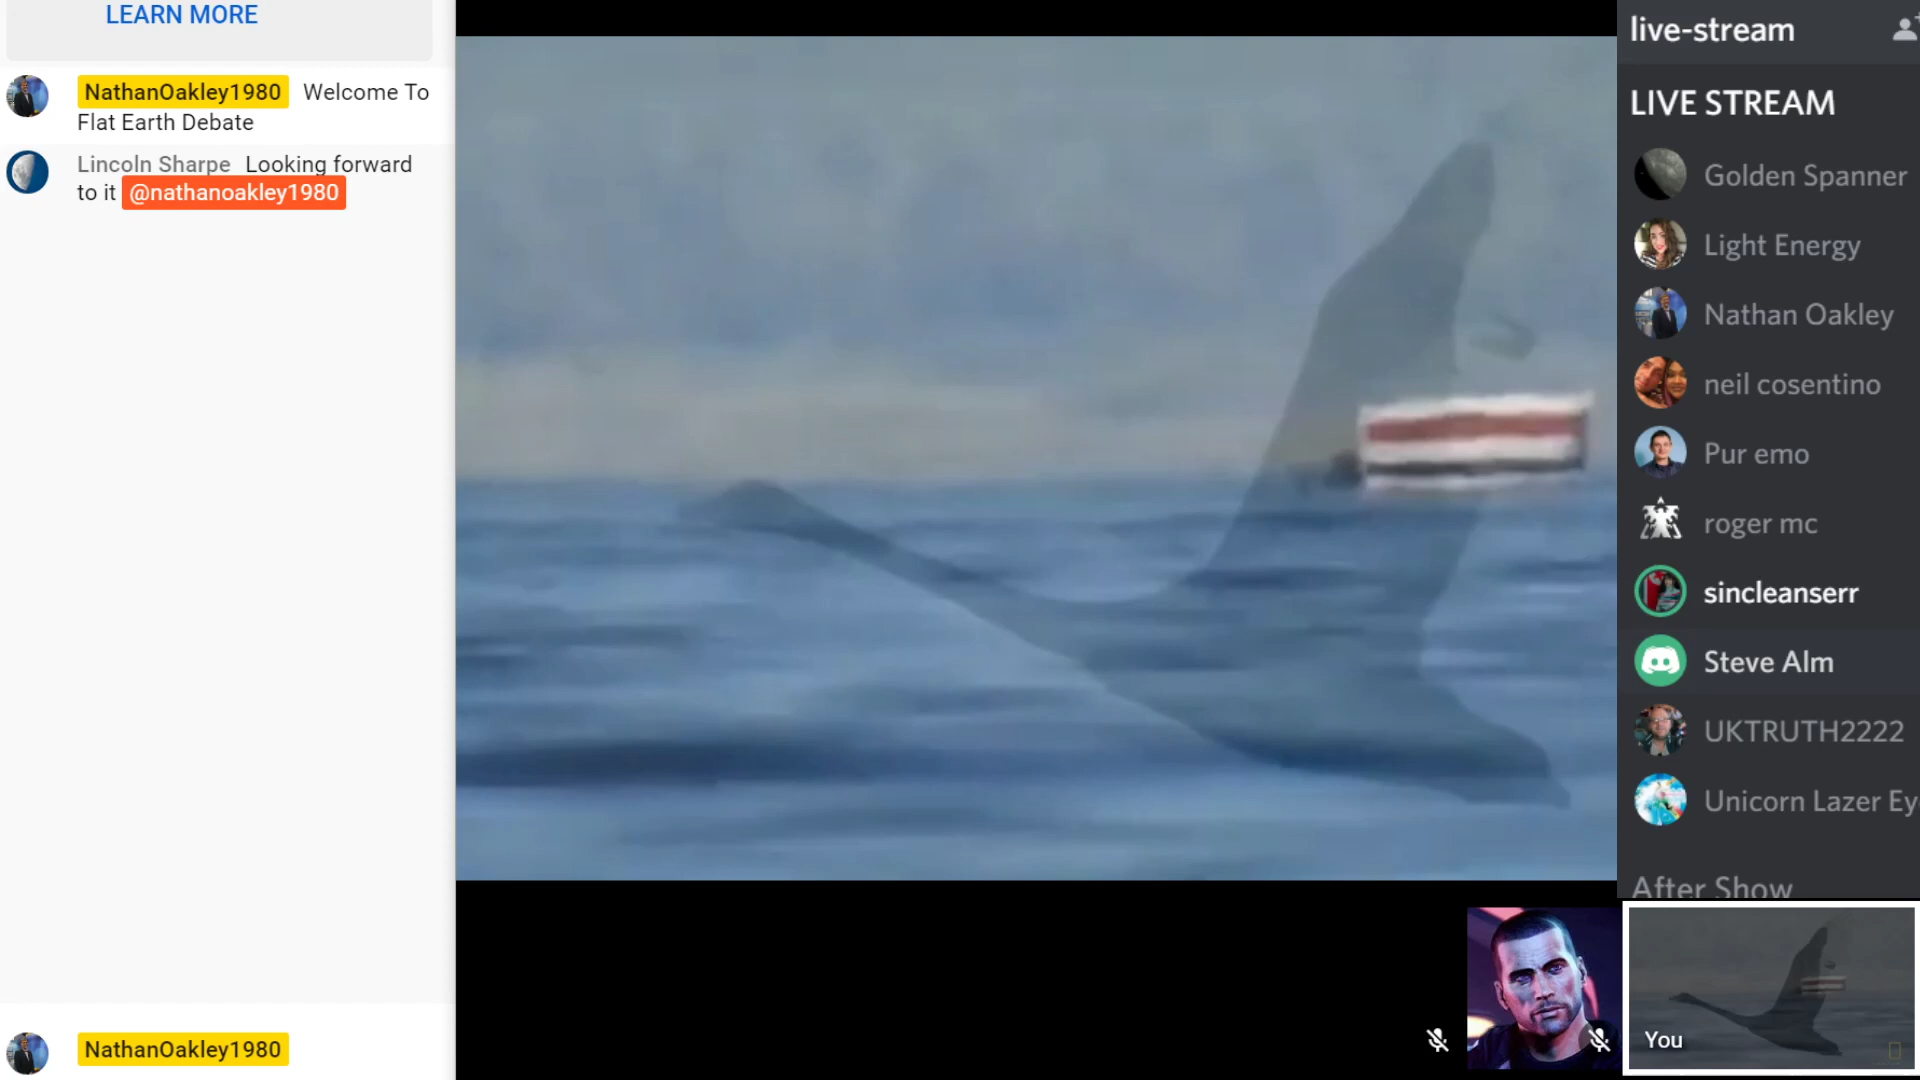 LEARN MORE
NathanOakley1980 Welcome To
Flat Earth Debate
Lincoln Sharpe Looking forward
to it @nathanoakley1980
NathanOakley1980
live-stream
LIVE STREAM
Golden Spanner
Light Energy
Nathan Oakley
neil cosentino
Pur emo
roger mc
sincleanserr
Steve Alm
UKTRUTH2222
Unicorn Lazer Ey
After Show
You